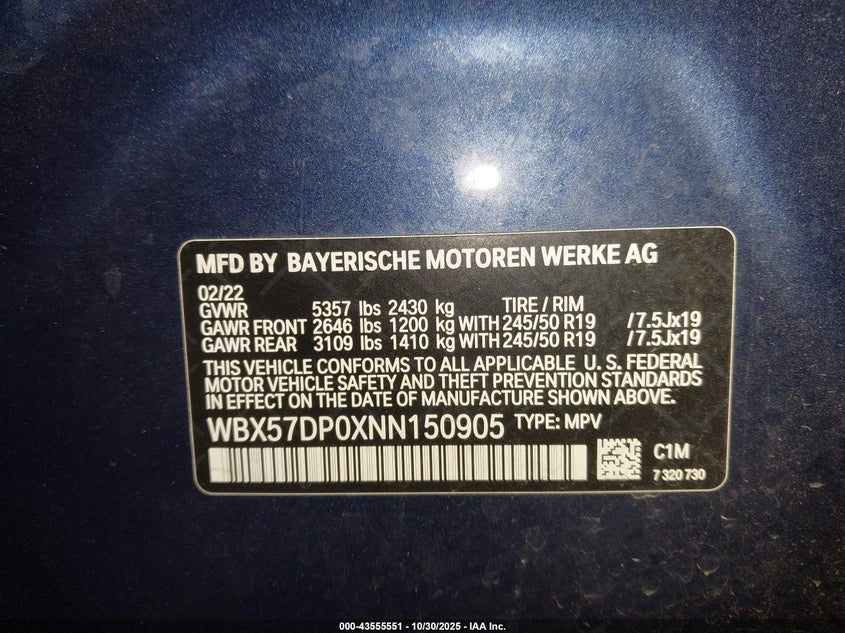 MFD BY BAYERISCHE MOTOREN WERKE AG
02/22
GVWR 5357 lbs 2430 kg TIRE / RIM
GAWR FRONT 2646 lbs 1200 kg WITH 245/50 R19 /7.5Jx19
GAWR REAR 3109 lbs 1410 kg WITH 245/50 R19 /7.5Jx19
THIS VEHICLE CONFORMS TO ALL APPLICABLE U. S. FEDERAL
MOTOR VEHICLE SAFETY AND THEFT PREVENTION STANDARDS
IN EFFECT ON THE DATE OF MANUFACTURE SHOWN ABOVE.
WBX57DP0XNN150905 TYPE: MPV
C1M
7 320 730
000-43555551 - 10/30/2025 - IAA Inc.